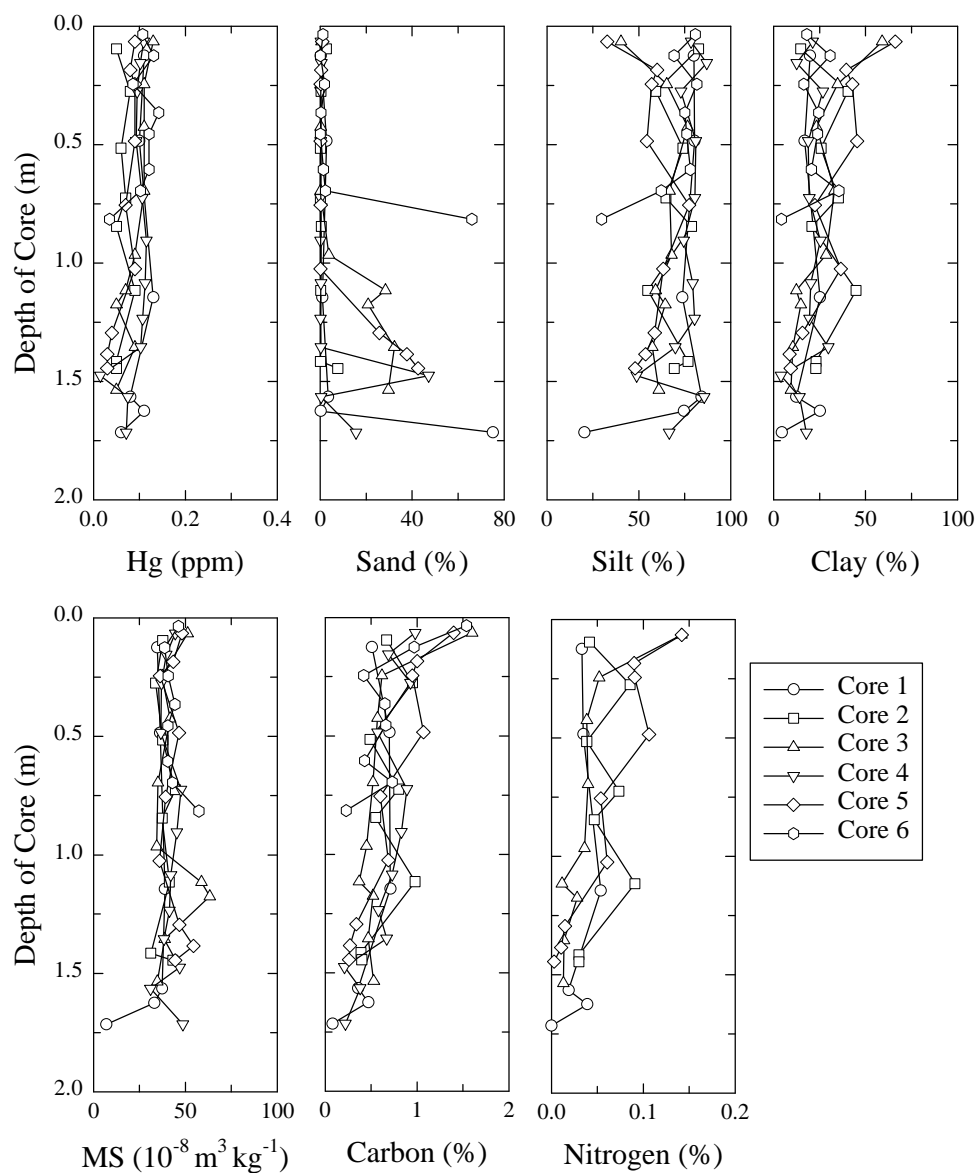 0.0
0.5
1.0
1.5
2.0
Depth of Core (m)
0.0 0.2 0.4
Hg (ppm)
0 40 80
Sand (%)
0 50 100
Silt (%)
0 50 100
Clay (%)
0.0
0.5
1.0
1.5
2.0
Depth of Core (m)
0 50 100
MS (10-8 m3 kg-1)
0 1 2
Carbon (%)
0.0 0.1 0.2
Nitrogen (%)
Core 1
Core 2
Core 3
Core 4
Core 5
Core 6